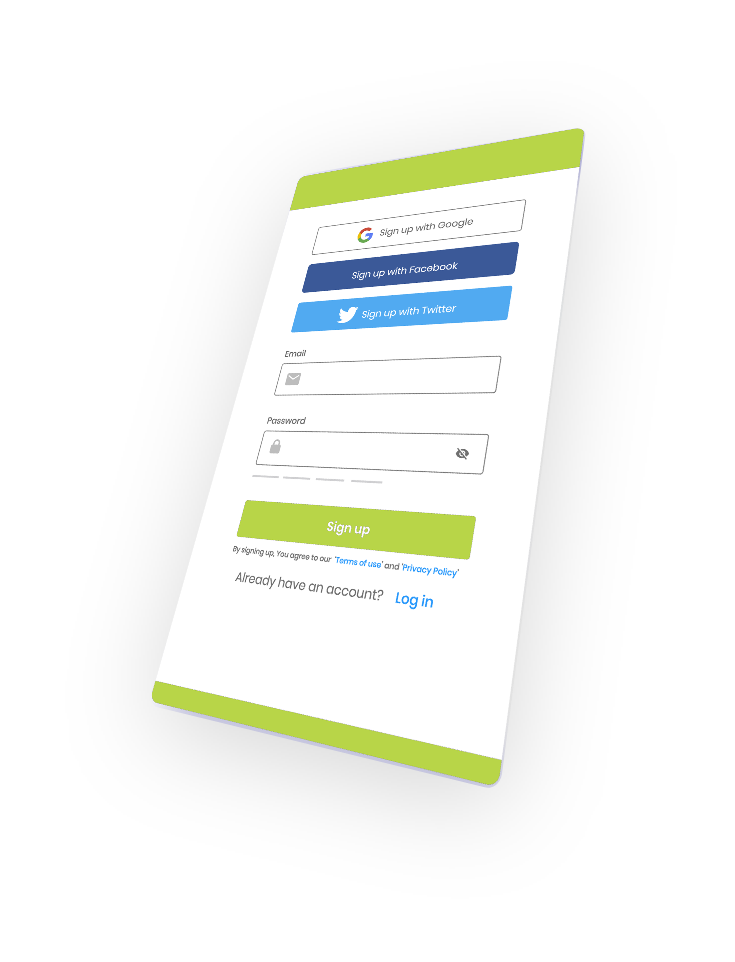 Sign up with Google
Sign up with Facebook
Sign up with Twitter
Email
Password
Sign up
By signing up, You agree to our 'Terms of use' and 'Privacy Policy'
Already have an account? Log in